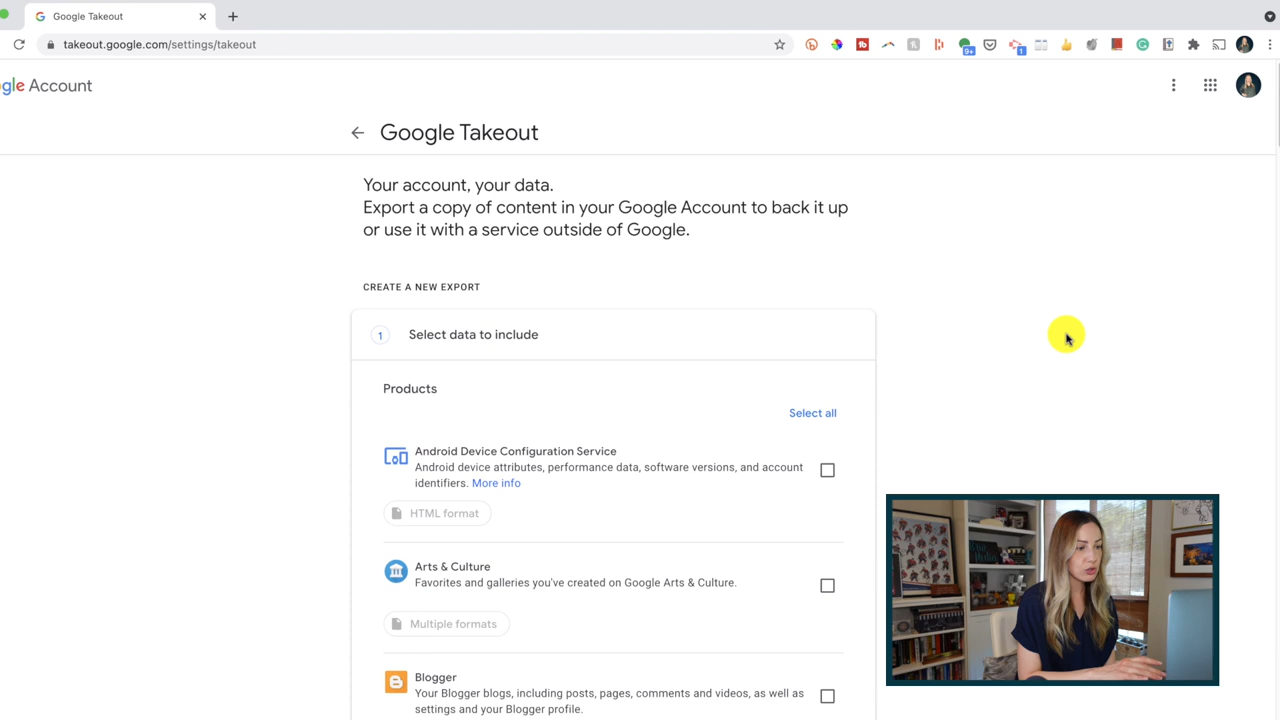 Google Takeout
takeout.google.com/settings/takeout
9+
1
gle Account
Google Takeout
Your account, your data.
Export a copy of content in your Google Account to back it up
or use it with a service outside of Google.
CREATE A NEW EXPORT
1 Select data to include
Products
Select all
Android Device Configuration Service
Android device attributes, performance data, software versions, and account
identifiers. More info
HTML format
Arts & Culture
Favorites and galleries you've created on Google Arts & Culture.
Multiple formats
Blogger
Your Blogger blogs, including posts, pages, comments and videos, as well as
settings and your Blogger profile.